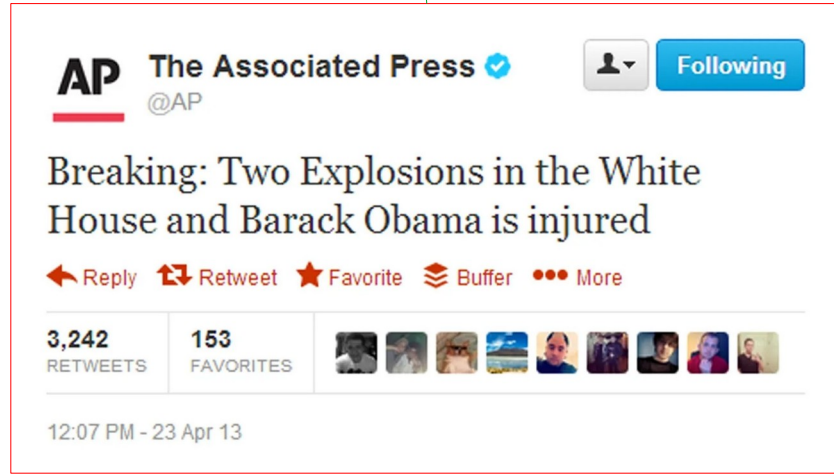 AP The Associated Press
@AP
Following
Breaking: Two Explosions in the White
House and Barack Obama is injured
Reply Retweet Favorite Buffer More
3,242 153
RETWEETS FAVORITES
12:07 PM - 23 Apr 13